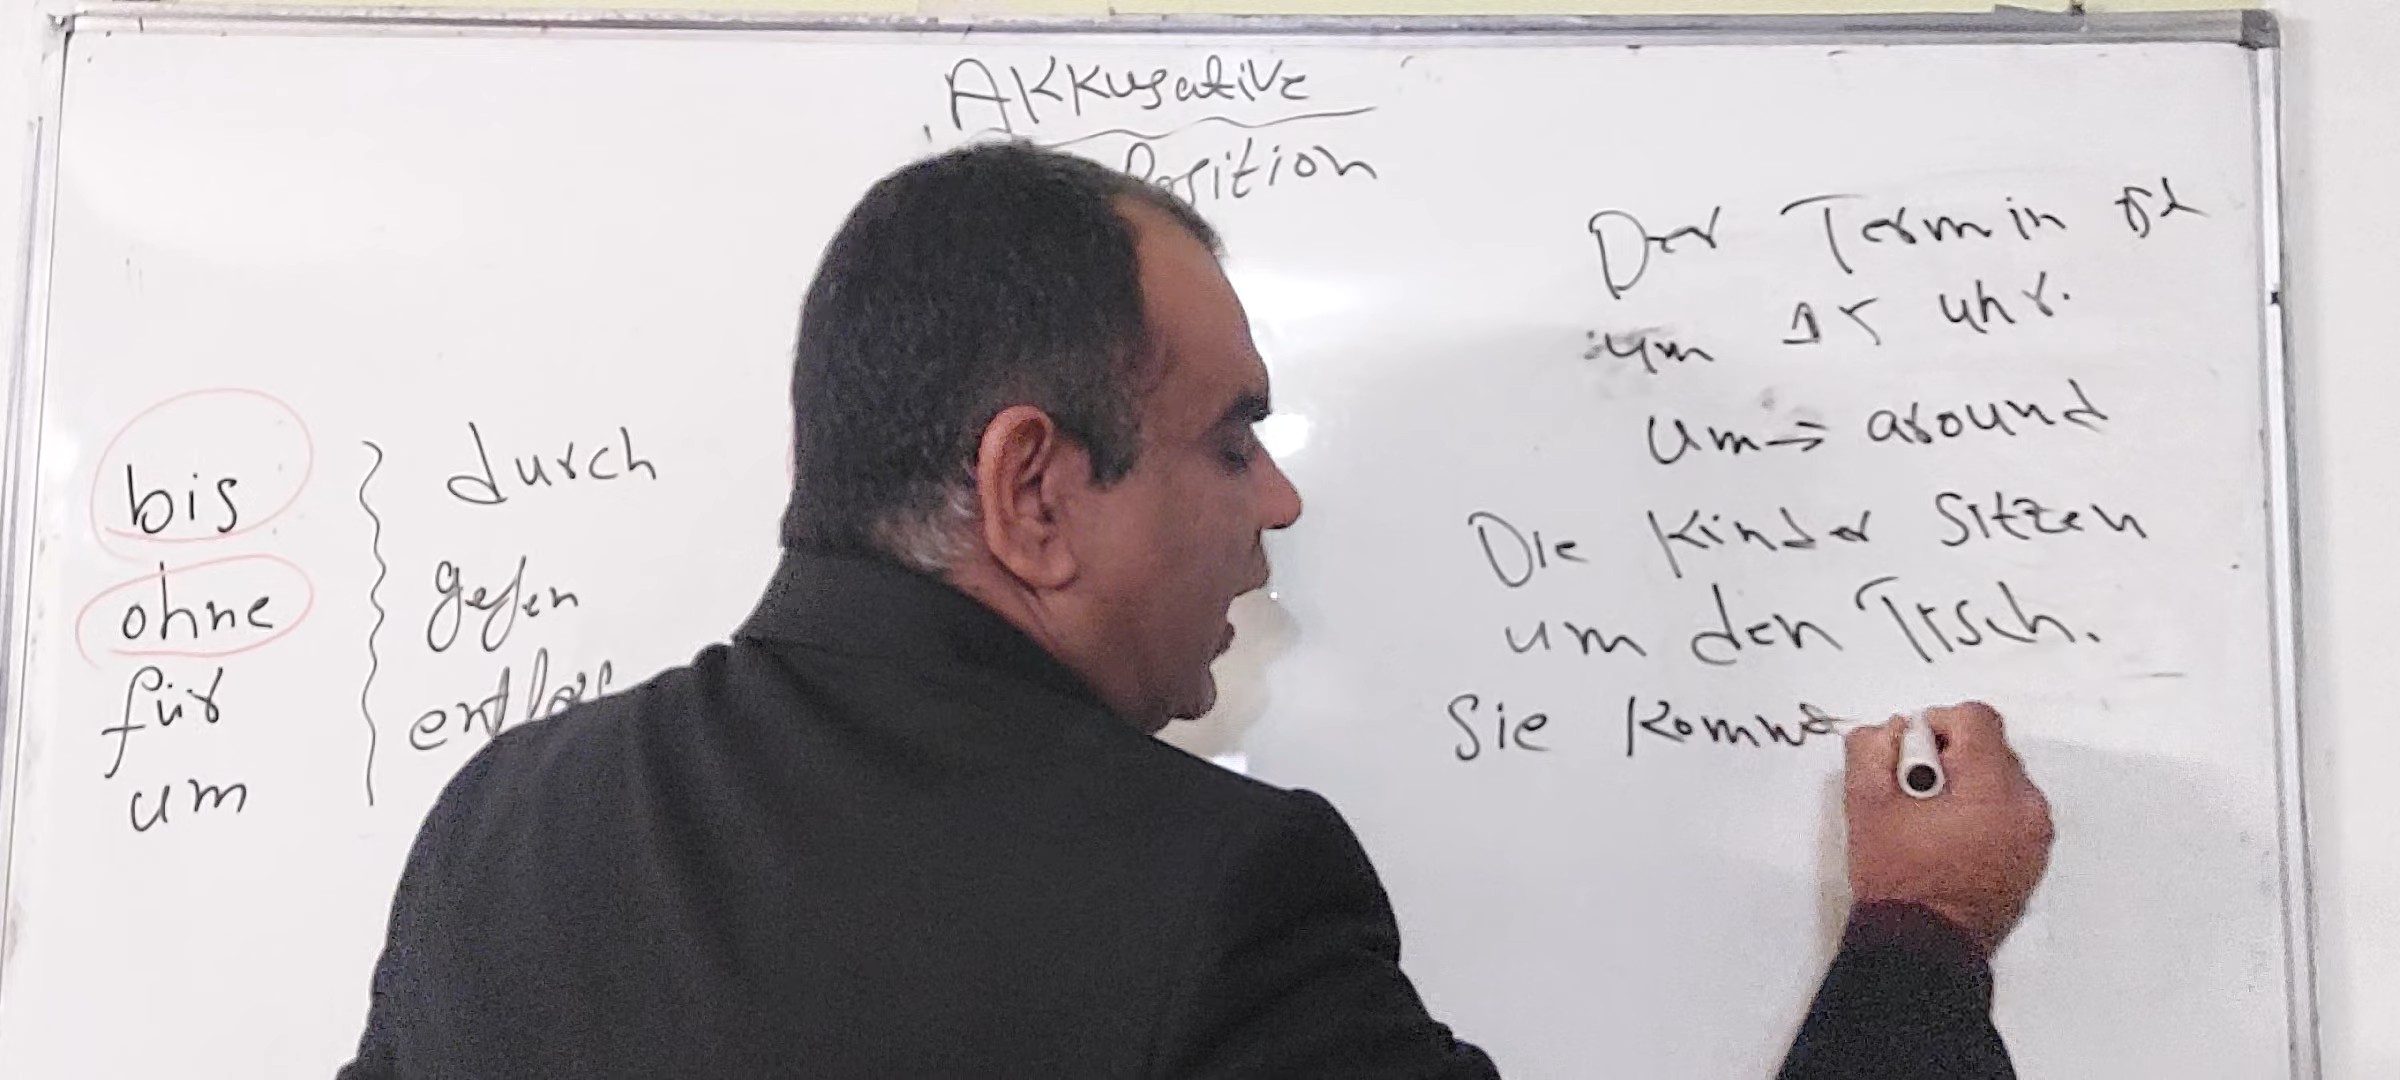 Akkusative
Position
bis
ohne
für
um
durch
gegen
entlang
Der Termin ist
um 15 uhr.
um → around
Die Kinder sitzen
um den Tisch.
Sie Komme